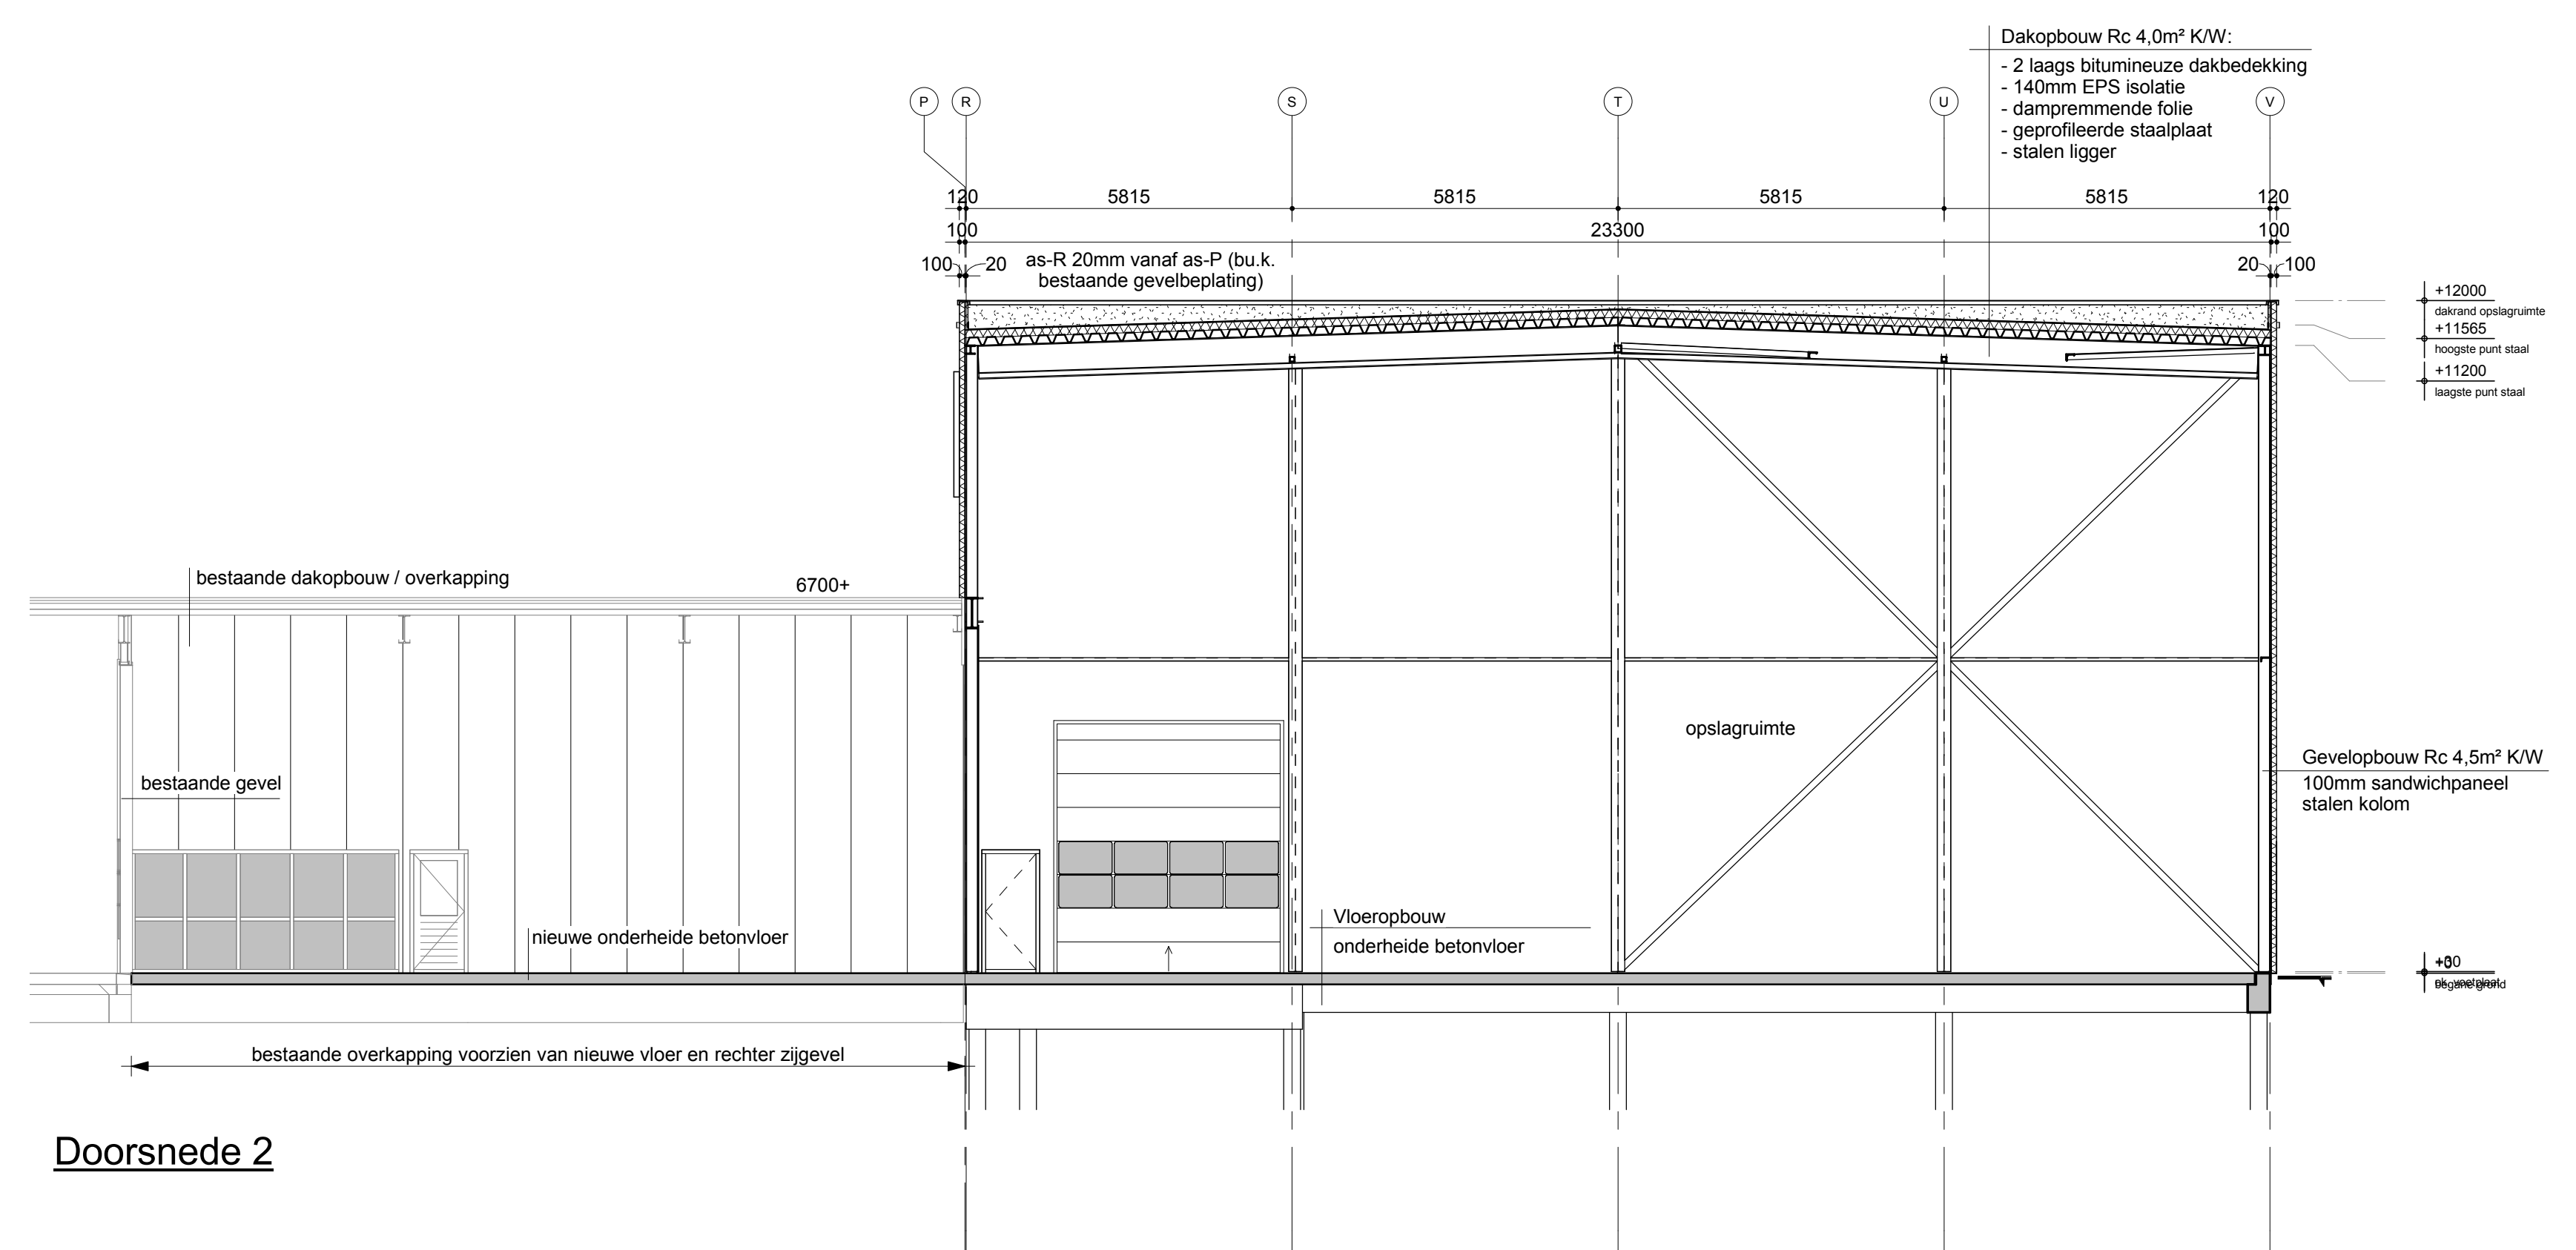 Dakopbouw Rc 4,0m² K/W:
- 2 laags bitumineuze dakbedekking
- 140mm EPS isolatie
- dampremmende folie
- geprofileerde staalplaat
- stalen ligger
P R S T U V
120 5815 5815 5815 5815 120
100 23300 100
100 20 as-R 20mm vanaf as-P (bu.k. 20 100
bestaande gevelbeplating)
+12000
dakrand opslagruimte
+11565
hoogste punt staal
+11200
laagste punt staal
bestaande dakopbouw / overkapping
6700+
opslagruimte
bestaande gevel
Gevelopbouw Rc 4,5m² K/W
100mm sandwichpaneel
stalen kolom
Vloeropbouw
nieuwe onderheide betonvloer
onderheide betonvloer
begane grond
bestaande overkapping voorzien van nieuwe vloer en rechter zijgevel
Doorsnede 2